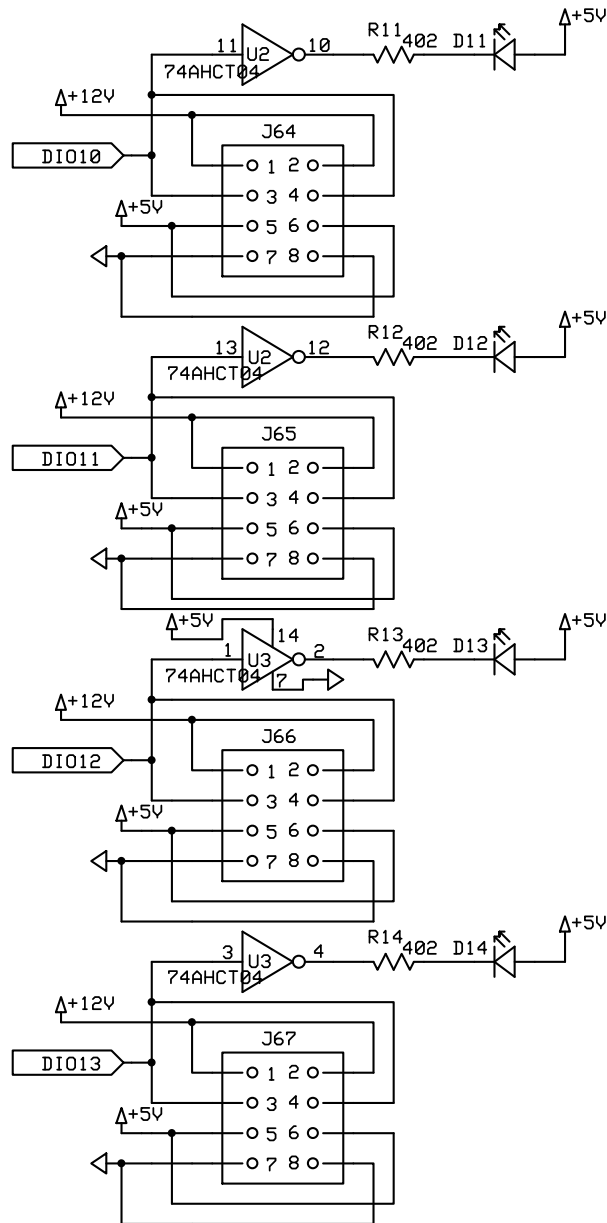 R11 402 D11 +5V
11 U2 10
74AHCT04
+12V
J64
DIO10
1 2
3 4
+5V
5 6
7 8
R12 402 D12 +5V
13 U2 12
74AHCT04
+12V
J65
DIO11
1 2
3 4
+5V
5 6
7 8
+5V 14
R13 402 D13 +5V
1 U3 2
74AHCT04 7
+12V
J66
DIO12
1 2
3 4
+5V
5 6
7 8
R14 402 D14 +5V
3 U3 4
74AHCT04
+12V
J67
DIO13
1 2
3 4
+5V
5 6
7 8